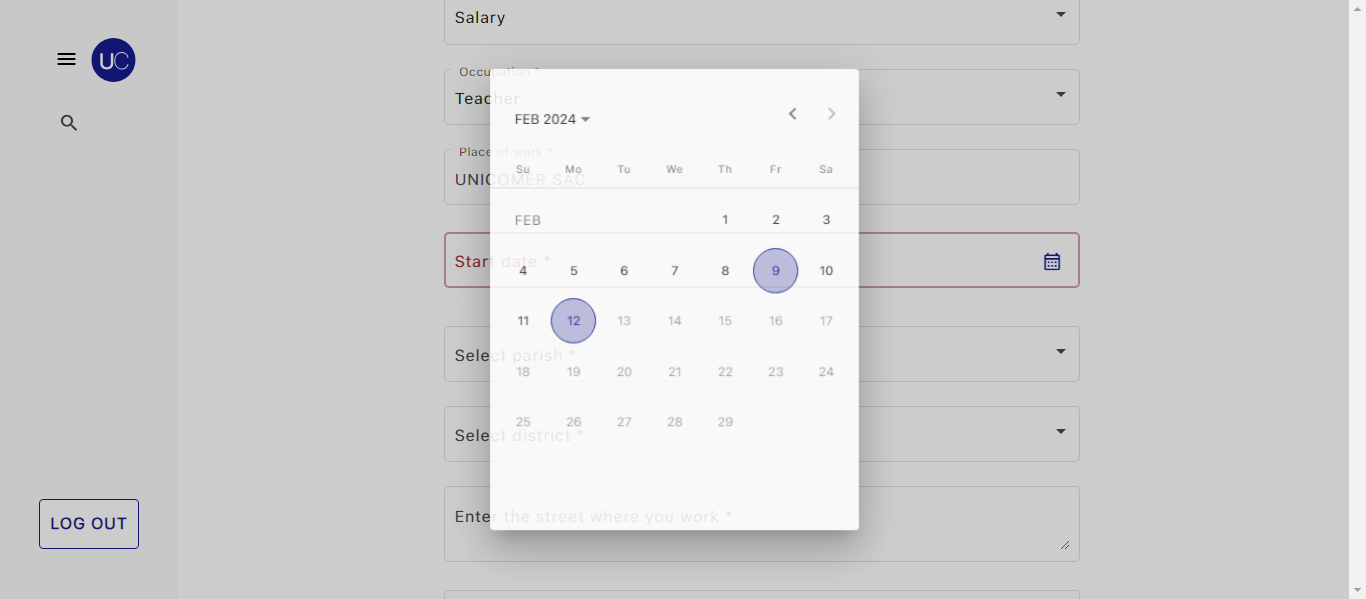 Salary
UC
Occupation *
Teacher
FEB 2024
Place of work *
UNICOMER SAC
Su Mo Tu We Th Fr Sa
FEB 1 2 3
Start date *
4 5 6 7 8 9 10
11 12 13 14 15 16 17
Select parish *
18 19 20 21 22 23 24
25 26 27 28 29
Select district *
Enter the street where you work *
LOG OUT